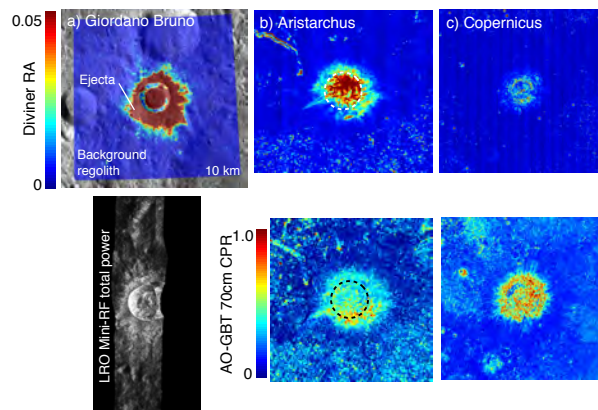 0.05
Diviner RA
0
a) Giordano Bruno
Ejecta
Background
regolith
10 km
b) Aristarchus
c) Copernicus
LRO Mini-RF total power
1.0
AO-GBT 70cm CPR
0